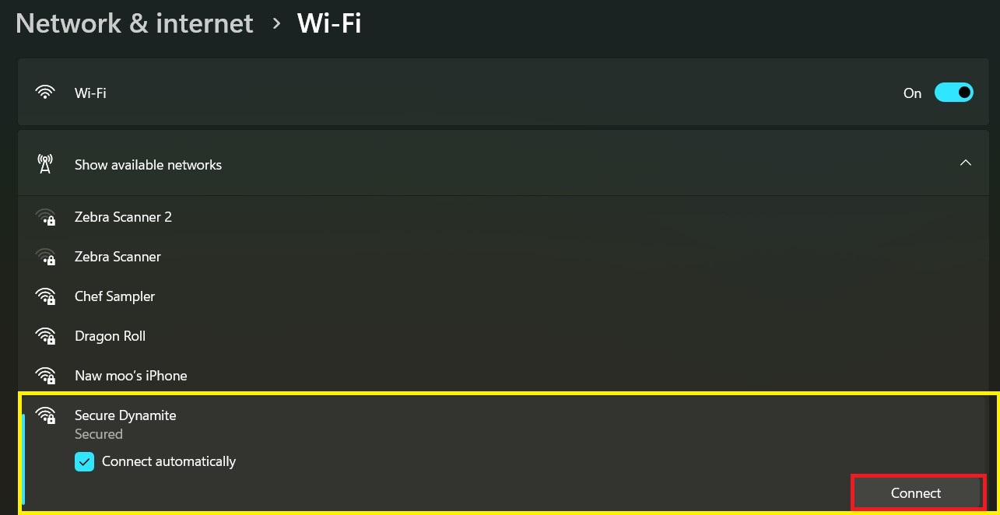 Network & internet > Wi-Fi
Wi-Fi
On
Show available networks
Zebra Scanner 2
Zebra Scanner
Chef Sampler
Dragon Roll
Naw moo's iPhone
Secure Dynamite
Secured
Connect automatically
Connect